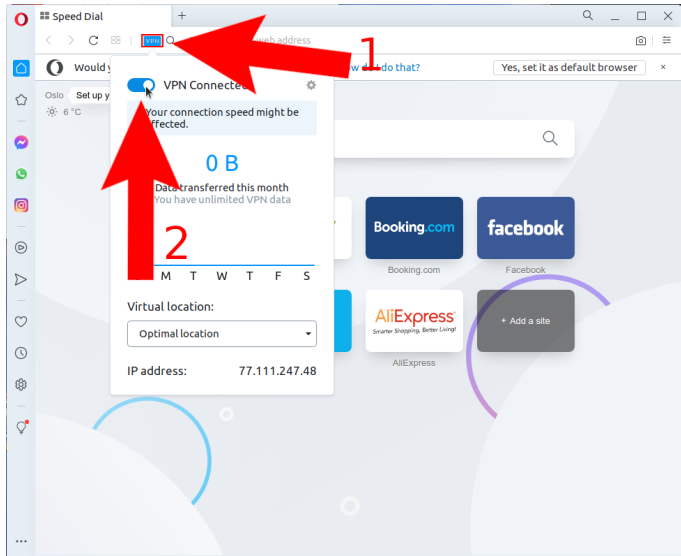 Speed Dial
VPN
web address
1
Would y
do that?
Yes, set it as default browser
Oslo Set up y
6 °C
VPN Connected
Your connection speed might be
ffected.
0 B
Data transferred this month
You have unlimited VPN data
2
M T W T F S
Virtual location:
Optimal location
IP address: 77.111.247.48
Booking.com
facebook
Booking.com
Facebook
AliExpress
Smarter Shopping, Better Living!
+ Add a site
AliExpress